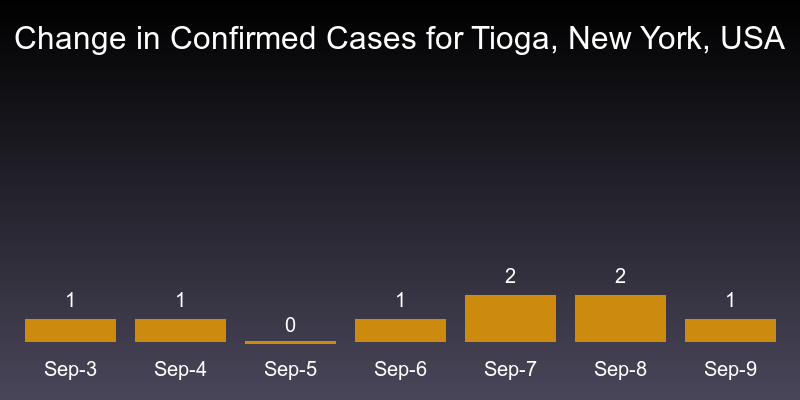 Change in Confirmed Cases for Tioga, New York, USA
1 1 0 1 2 2 1
Sep-3 Sep-4 Sep-5 Sep-6 Sep-7 Sep-8 Sep-9